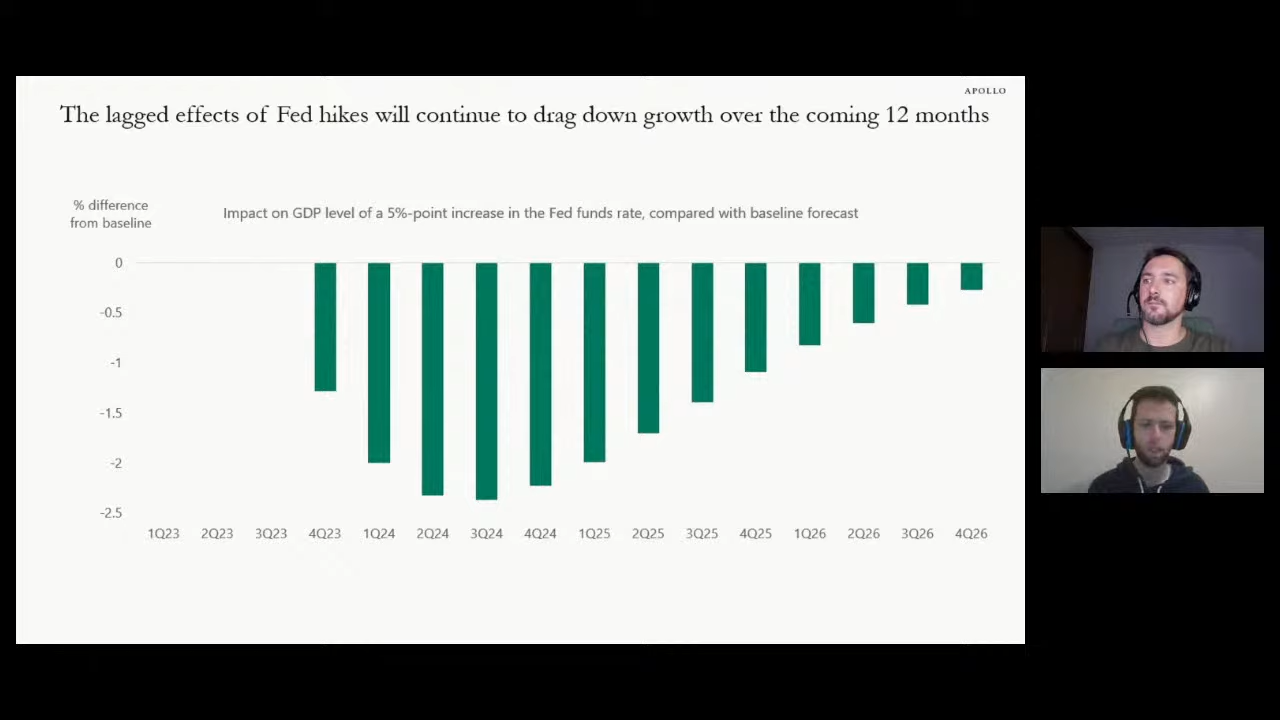 APOLLO
The lagged effects of Fed hikes will continue to drag down growth over the coming 12 months
% difference
from baseline
Impact on GDP level of a 5%-point increase in the Fed funds rate, compared with baseline forecast
0
-0.5
-1
-1.5
-2
-2.5
1Q23 2Q23 3Q23 4Q23 1Q24 2Q24 3Q24 4Q24 1Q25 2Q25 3Q25 4Q25 1Q26 2Q26 3Q26 4Q26